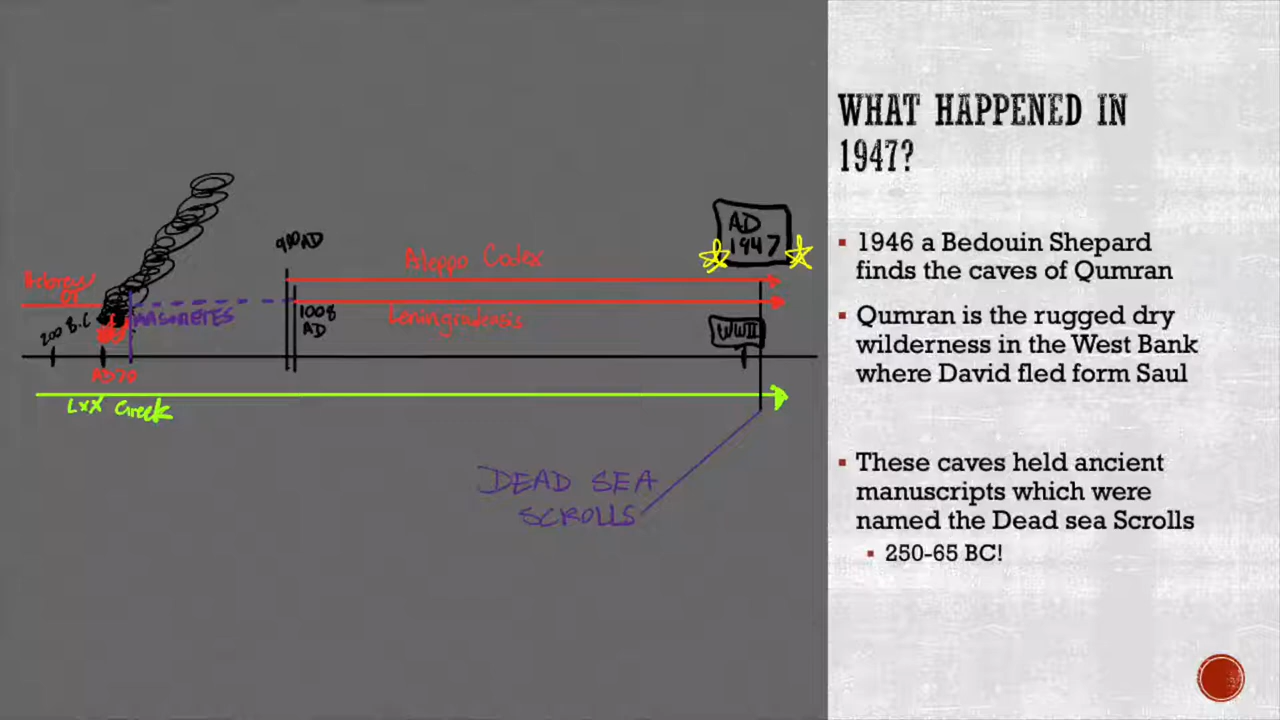 WHAT HAPPENED IN
1947?
1946 a Bedouin Shepard
finds the caves of Qumran
Qumran is the rugged dry
wilderness in the West Bank
where David fled form Saul
These caves held ancient
manuscripts which were
named the Dead sea Scrolls
250-65 BC!
AD
1947
Aleppo Codex
Hebrew
OT
200 B.C
MASORETES
1008
AD
Leningradensis
WWII
AD70
LXX Greek
DEAD SEA
SCROLLS